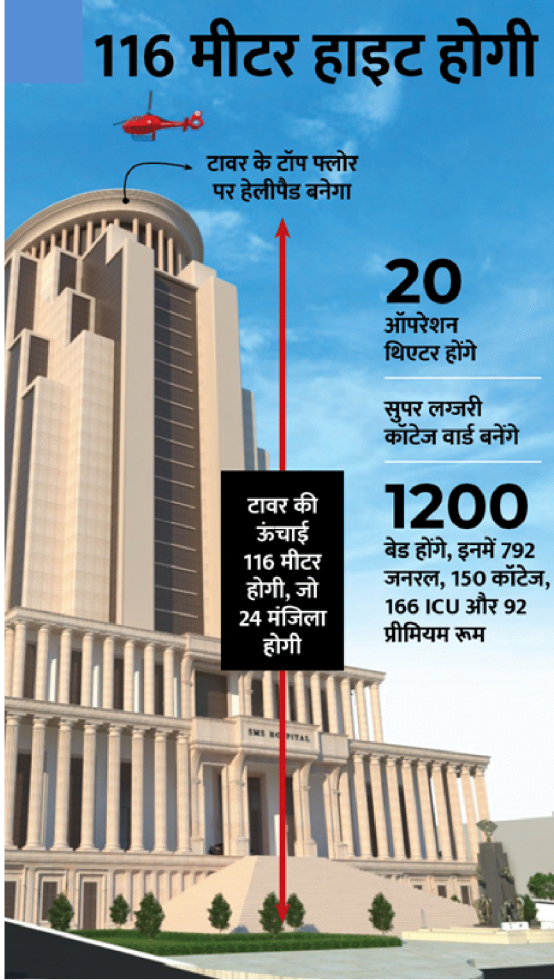 116 मीटर हाइट होगी
टावर के टॉप फ्लोर
पर हेलीपैड बनेगा
20
ऑपरेशन
थिएटर होंगे
सुपर लग्जरी
कॉटेज वार्ड बनेंगे
1200
बेड होंगे, इनमें 792
जनरल, 150 कॉटेज,
166 ICU और 92
प्रीमियम रूम
टावर की
ऊंचाई
116 मीटर
होगी, जो
24 मंजिला
होगी
SMS HOSPITAL